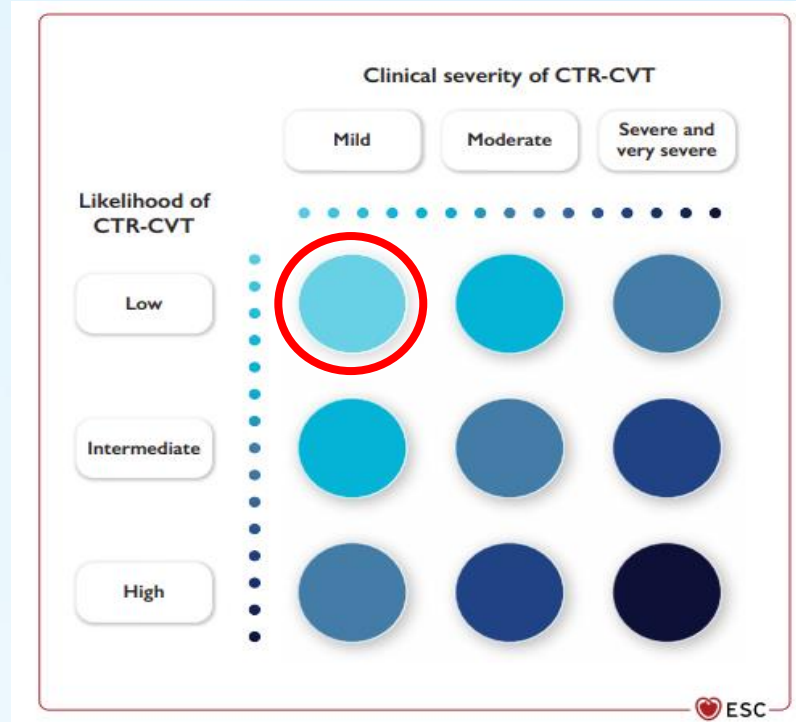 Clinical severity of CTR-CVT
Mild
Moderate
Severe and
very severe
Likelihood of
CTR-CVT
Low
Intermediate
High
ESC